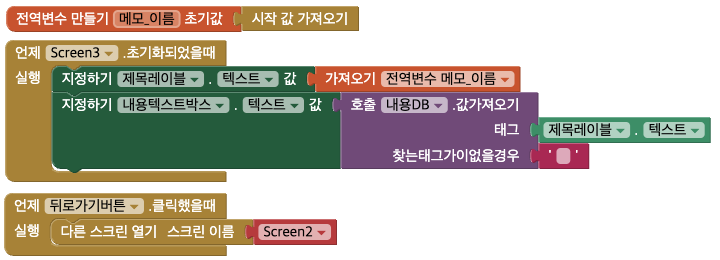 전역변수 만들기 메모_이름 초기값 시작 값 가져오기
언제 Screen3 .초기화되었을때
실행 지정하기 제목레이블 . 텍스트 값 가져오기 전역변수 메모_이름
지정하기 내용텍스트박스 . 텍스트 값 호출 내용DB .값가져오기
태그 제목레이블 . 텍스트
찾는태그가이없을경우 ' '
언제 뒤로가기버튼 .클릭했을때
실행 다른 스크린 열기 스크린 이름 Screen2